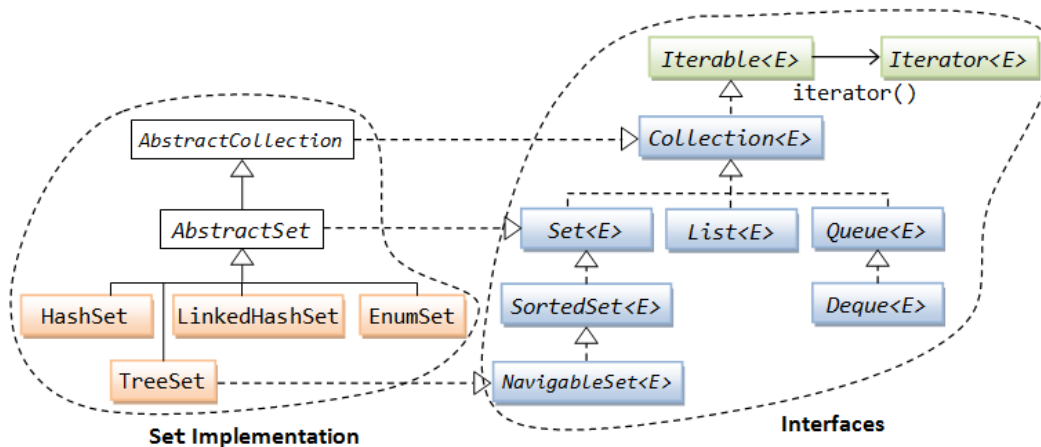 Iterable<E>
Iterator<E>
iterator()
AbstractCollection
Collection<E>
AbstractSet
Set<E>
List<E>
Queue<E>
HashSet
LinkedHashSet
EnumSet
SortedSet<E>
Deque<E>
TreeSet
NavigableSet<E>
Set Implementation
Interfaces